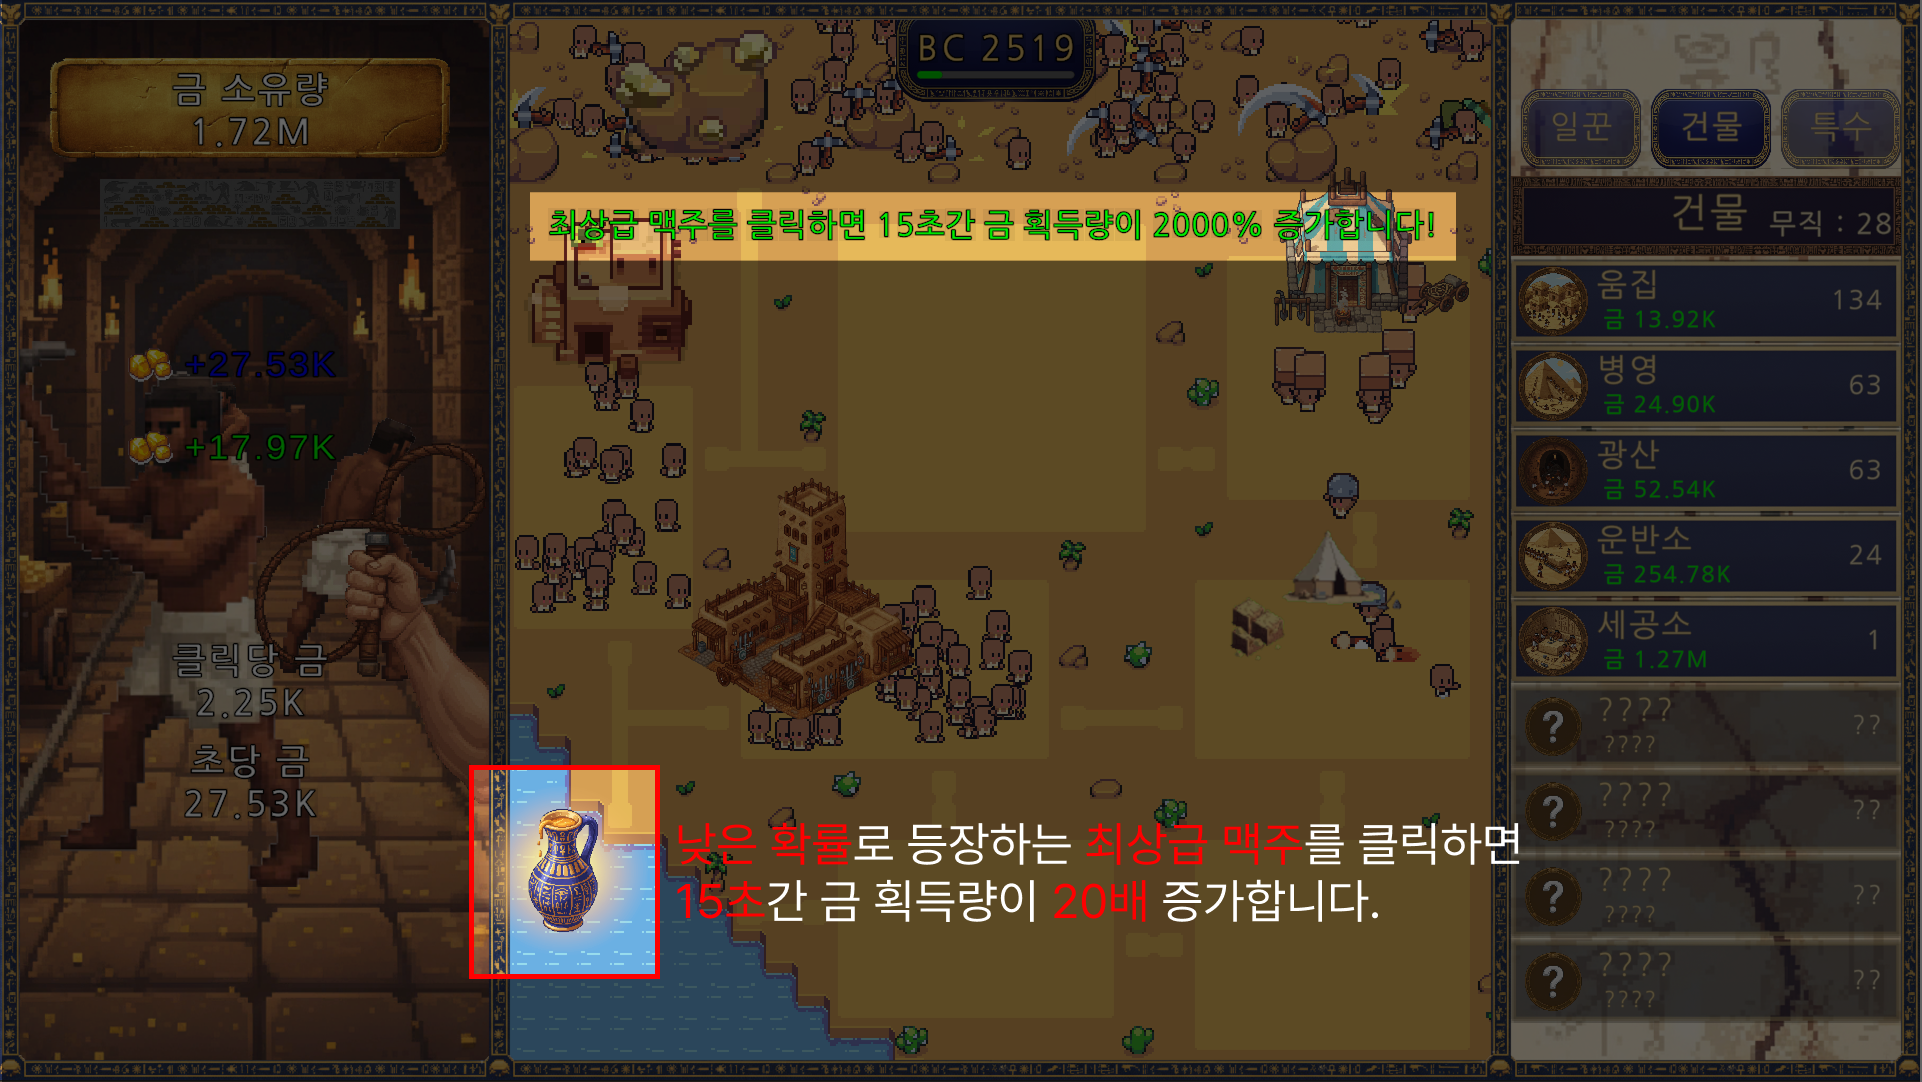 금 소유량
1.72M
+27.53K
+17.97K
클릭당 금
2.25K
초당 금
27.53K
BC 2519
최상급 맥주를 클릭하면 15초간 금 획득량이 2000% 증가합니다!
낮은 확률로 등장하는 최상급 맥주를 클릭하면
15초간 금 획득량이 20배 증가합니다.
일꾼 건물 특수
건물 무직 : 28
움집 134
금 13.92K
병영 63
금 24.90K
광산 63
금 52.54K
운반소 24
금 254.78K
세공소 1
금 1.27M
? ???? ??
????
? ???? ??
????
? ???? ??
????
? ???? ??
????